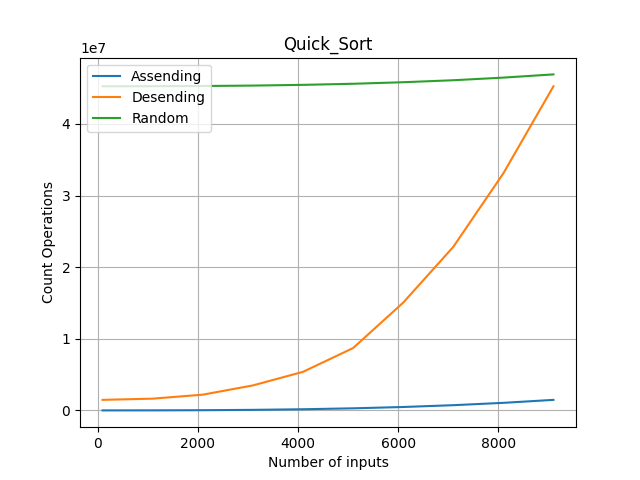 Quick_Sort
1e7
Assending
Desending
Random
4
3
2
1
0
Count Operations
0 2000 4000 6000 8000
Number of inputs